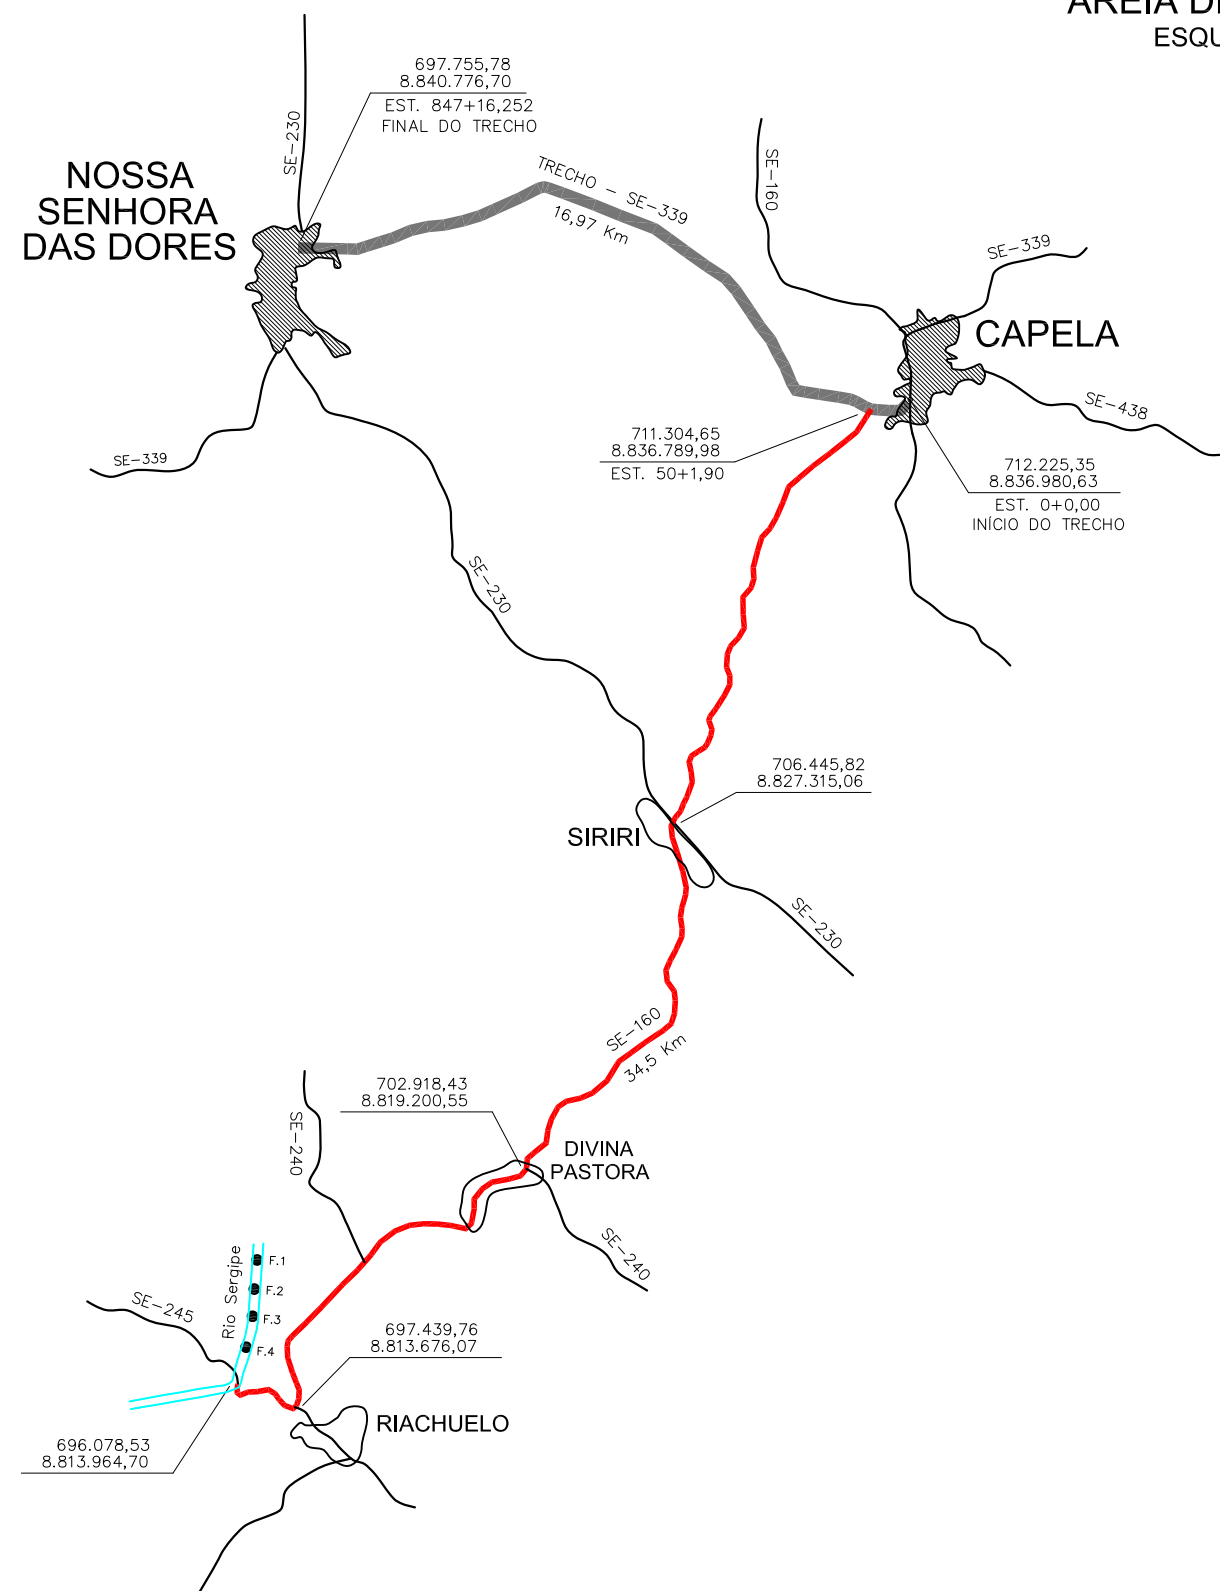 ESQU
697.755,78
8.840.776,70
EST. 847+16,252
FINAL DO TRECHO
SE-230
NOSSA
SENHORA
DAS DORES
TRECHO - SE-339
16,97 Km
SE-160
SE-339
CAPELA
SE-438
SE-339
711.304,65
8.836.789,98
EST. 50+1,90
712.225,35
8.836.980,63
EST. 0+0,00
INÍCIO DO TRECHO
SE-230
706.445,82
8.827.315,06
SIRIRI
SE-230
SE-160
34,5 Km
702.918,43
8.819.200,55
SE-240
DIVINA
PASTORA
SE-240
Rio Sergipe
F.1
F.2
F.3
F.4
SE-245
697.439,76
8.813.676,07
RIACHUELO
696.078,53
8.813.964,70